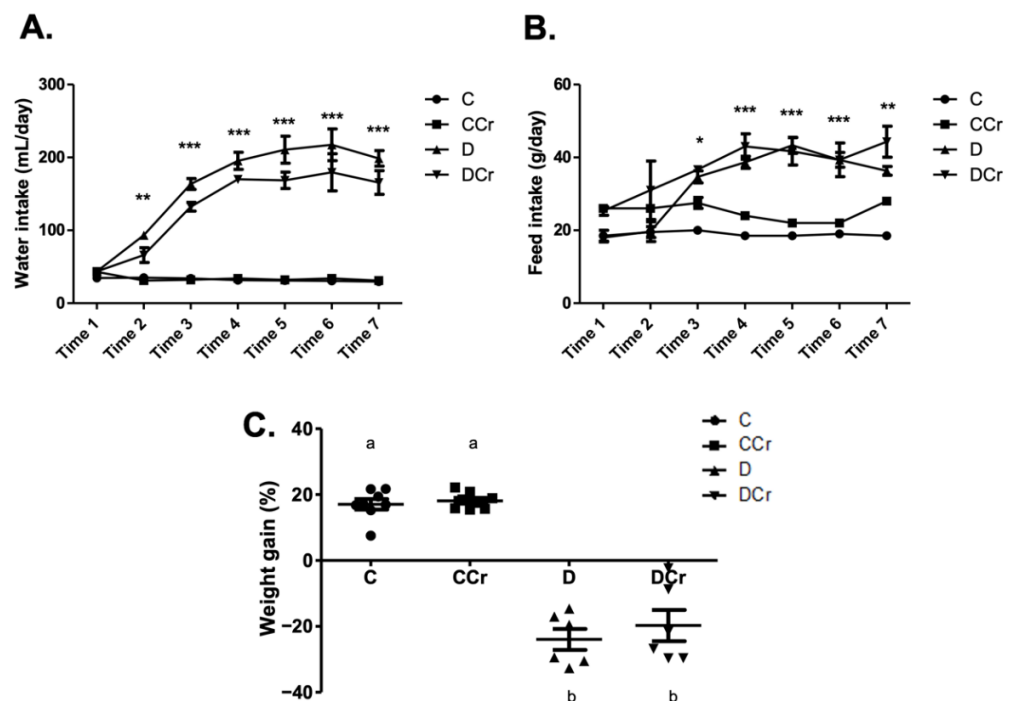 A.
Water intake (mL/day)
300
200
100
0
**
***
***
***
***
***
Time 1
Time 2
Time 3
Time 4
Time 5
Time 6
Time 7
C
CCr
D
DCr
B.
Feed intake (g/day)
60
40
20
0
*
***
***
***
**
Time 1
Time 2
Time 3
Time 4
Time 5
Time 6
Time 7
C
CCr
D
DCr
C.
Weight gain (%)
40
20
0
−20
−40
a
a
C
CCr
D
DCr
b
b
C
CCr
D
DCr